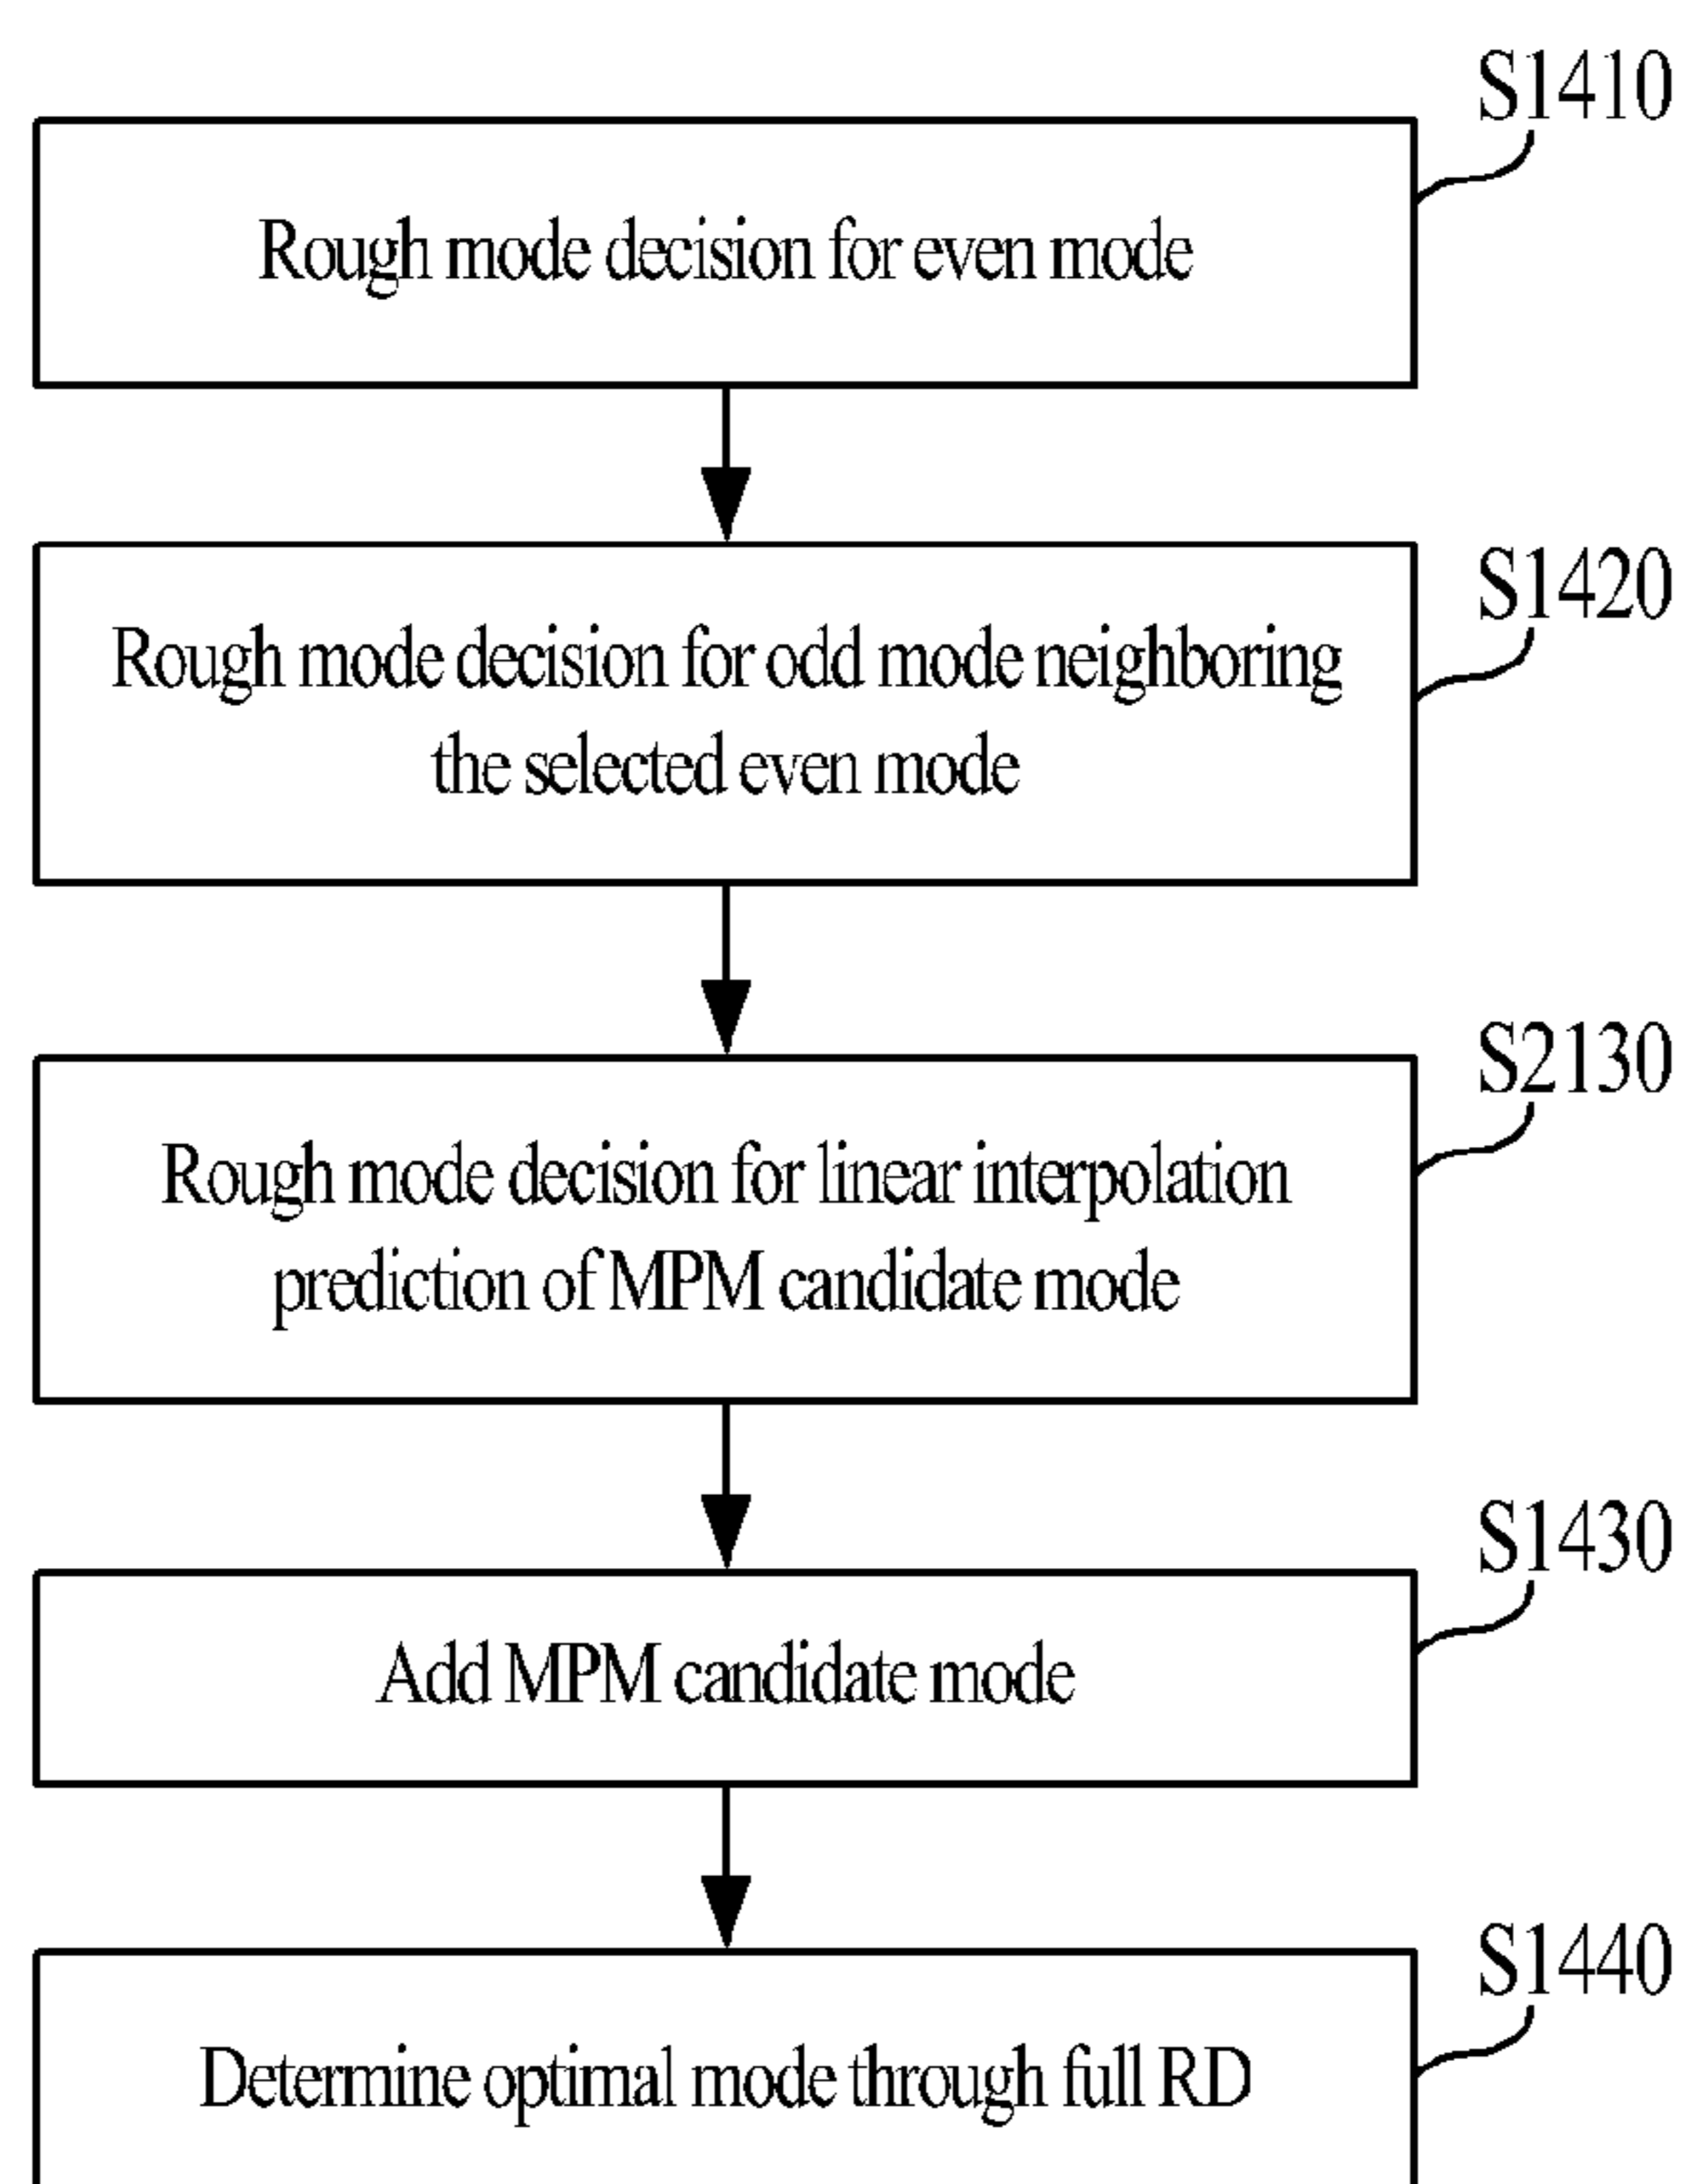 S1410
Rough mode decision for even mode
S1420
Rough mode decision for odd mode neighboring
the selected even mode
S2130
Rough mode decision for linear interpolation
prediction of MPM candidate mode
S1430
Add MPM candidate mode
S1440
Determine optimal mode through full RD